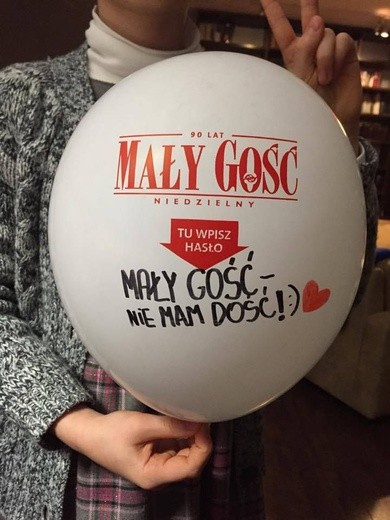 90 LAT
MAŁY GOŚĆ
NIEDZIELNY
TU WPISZ
HASŁO
MAŁY GOŚĆ -
NiE MAM DOŚĆ! :)